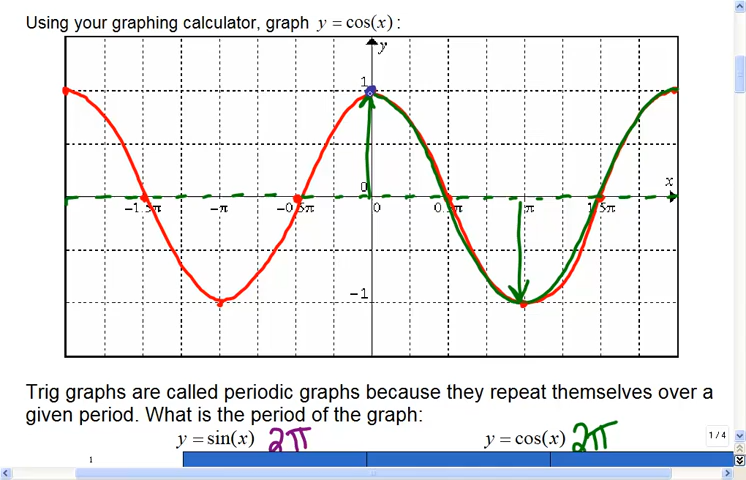 Using your graphing calculator, graph y = cos(x) :
y
1
0
x
-1.5π -π -0.5π 0 0.5π π 1.5π
-1
Trig graphs are called periodic graphs because they repeat themselves over a
given period. What is the period of the graph:
y = sin(x) 2π y = cos(x) 2π
1 / 4
1